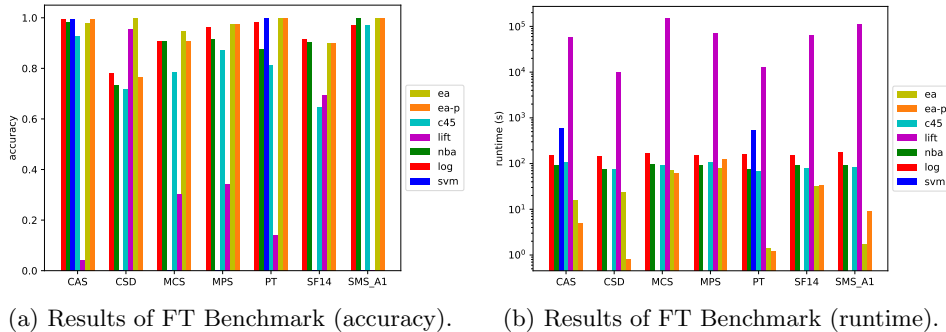 1.0
0.8
0.6
0.4
0.2
0.0
accuracy
CAS CSD MCS MPS PT SF14 SMS_A1
ea
ea-p
c45
lift
nba
log
svm
10^5
10^4
10^3
10^2
10^1
10^0
runtime (s)
CAS CSD MCS MPS PT SF14 SMS_A1
ea
ea-p
c45
lift
nba
log
svm
(a) Results of FT Benchmark (accuracy).
(b) Results of FT Benchmark (runtime).